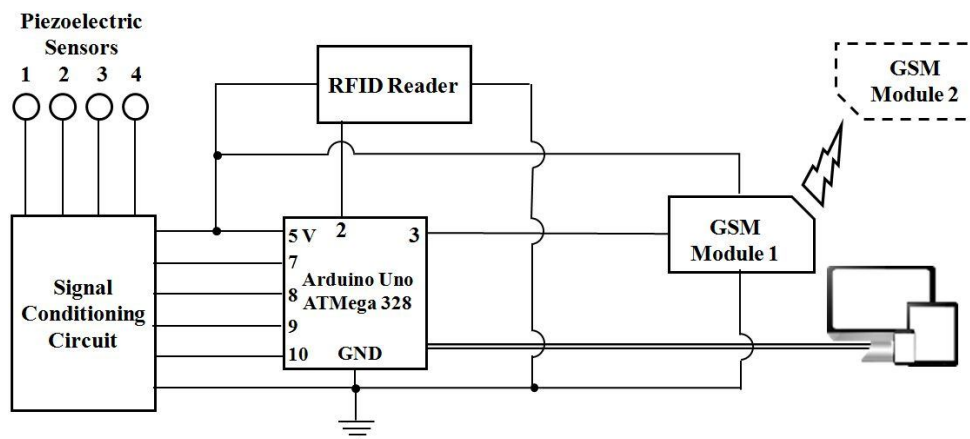 Piezoelectric
Sensors
1 2 3 4
RFID Reader
GSM
Module 2
5 V 2 3
7
8
9
10
Arduino Uno
ATMega 328
GND
GSM
Module 1
Signal
Conditioning
Circuit